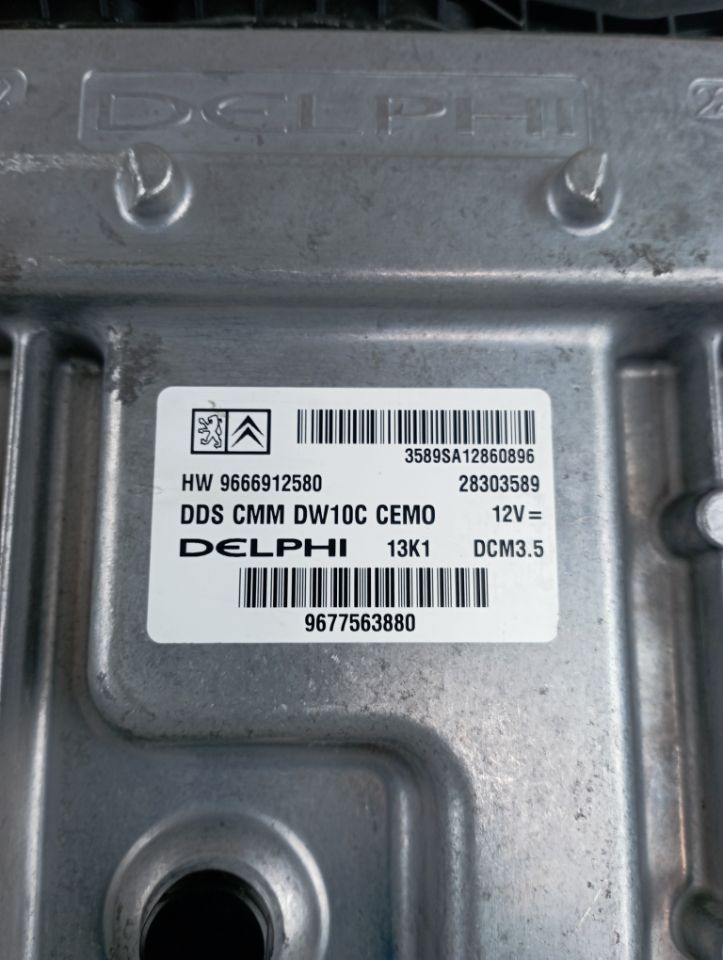 DELPHI
3589SA12860896
HW 9666912580 28303589
DDS CMM DW10C CEMO 12V=
DELPHI 13K1 DCM3.5
9677563880